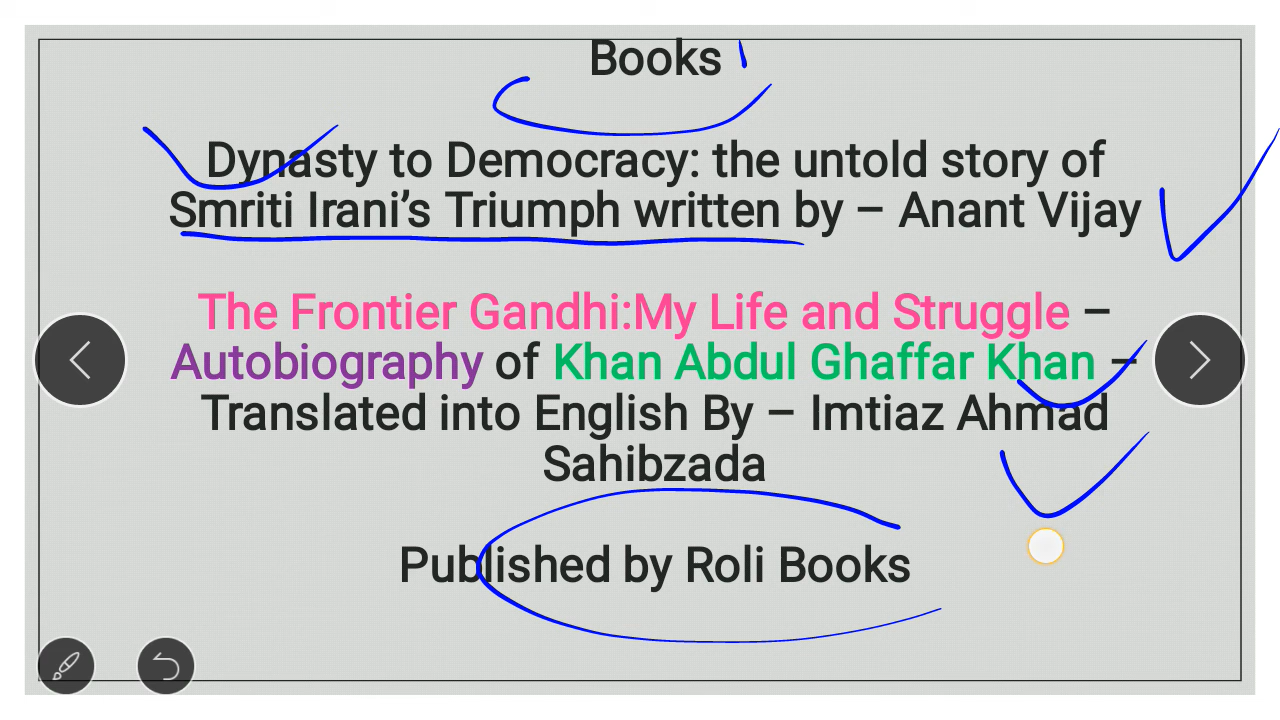 Books
Dynasty to Democracy: the untold story of
Smriti Irani’s Triumph written by – Anant Vijay
The Frontier Gandhi:My Life and Struggle –
Autobiography of Khan Abdul Ghaffar Khan –
Translated into English By – Imtiaz Ahmad
Sahibzada
Published by Roli Books